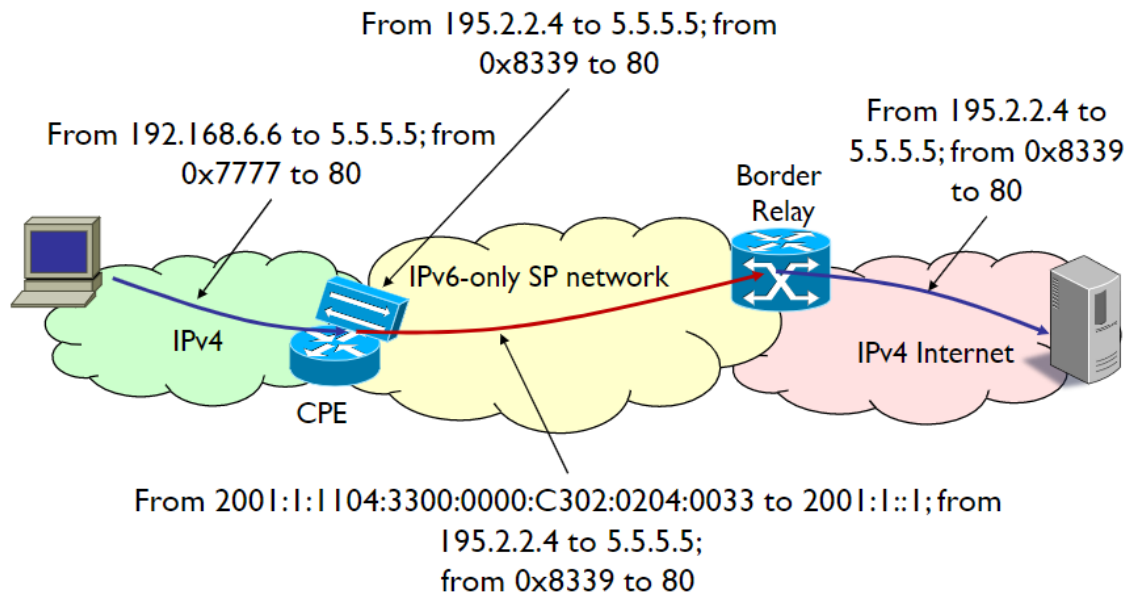 From 195.2.2.4 to 5.5.5.5; from
0x8339 to 80
From 192.168.6.6 to 5.5.5.5; from
0x7777 to 80
From 195.2.2.4 to
5.5.5.5; from 0x8339
to 80
Border
Relay
IPv6-only SP network
IPv4
IPv4 Internet
CPE
From 2001:1:1104:3300:0000:C302:0204:0033 to 2001:1::1; from
195.2.2.4 to 5.5.5.5;
from 0x8339 to 80